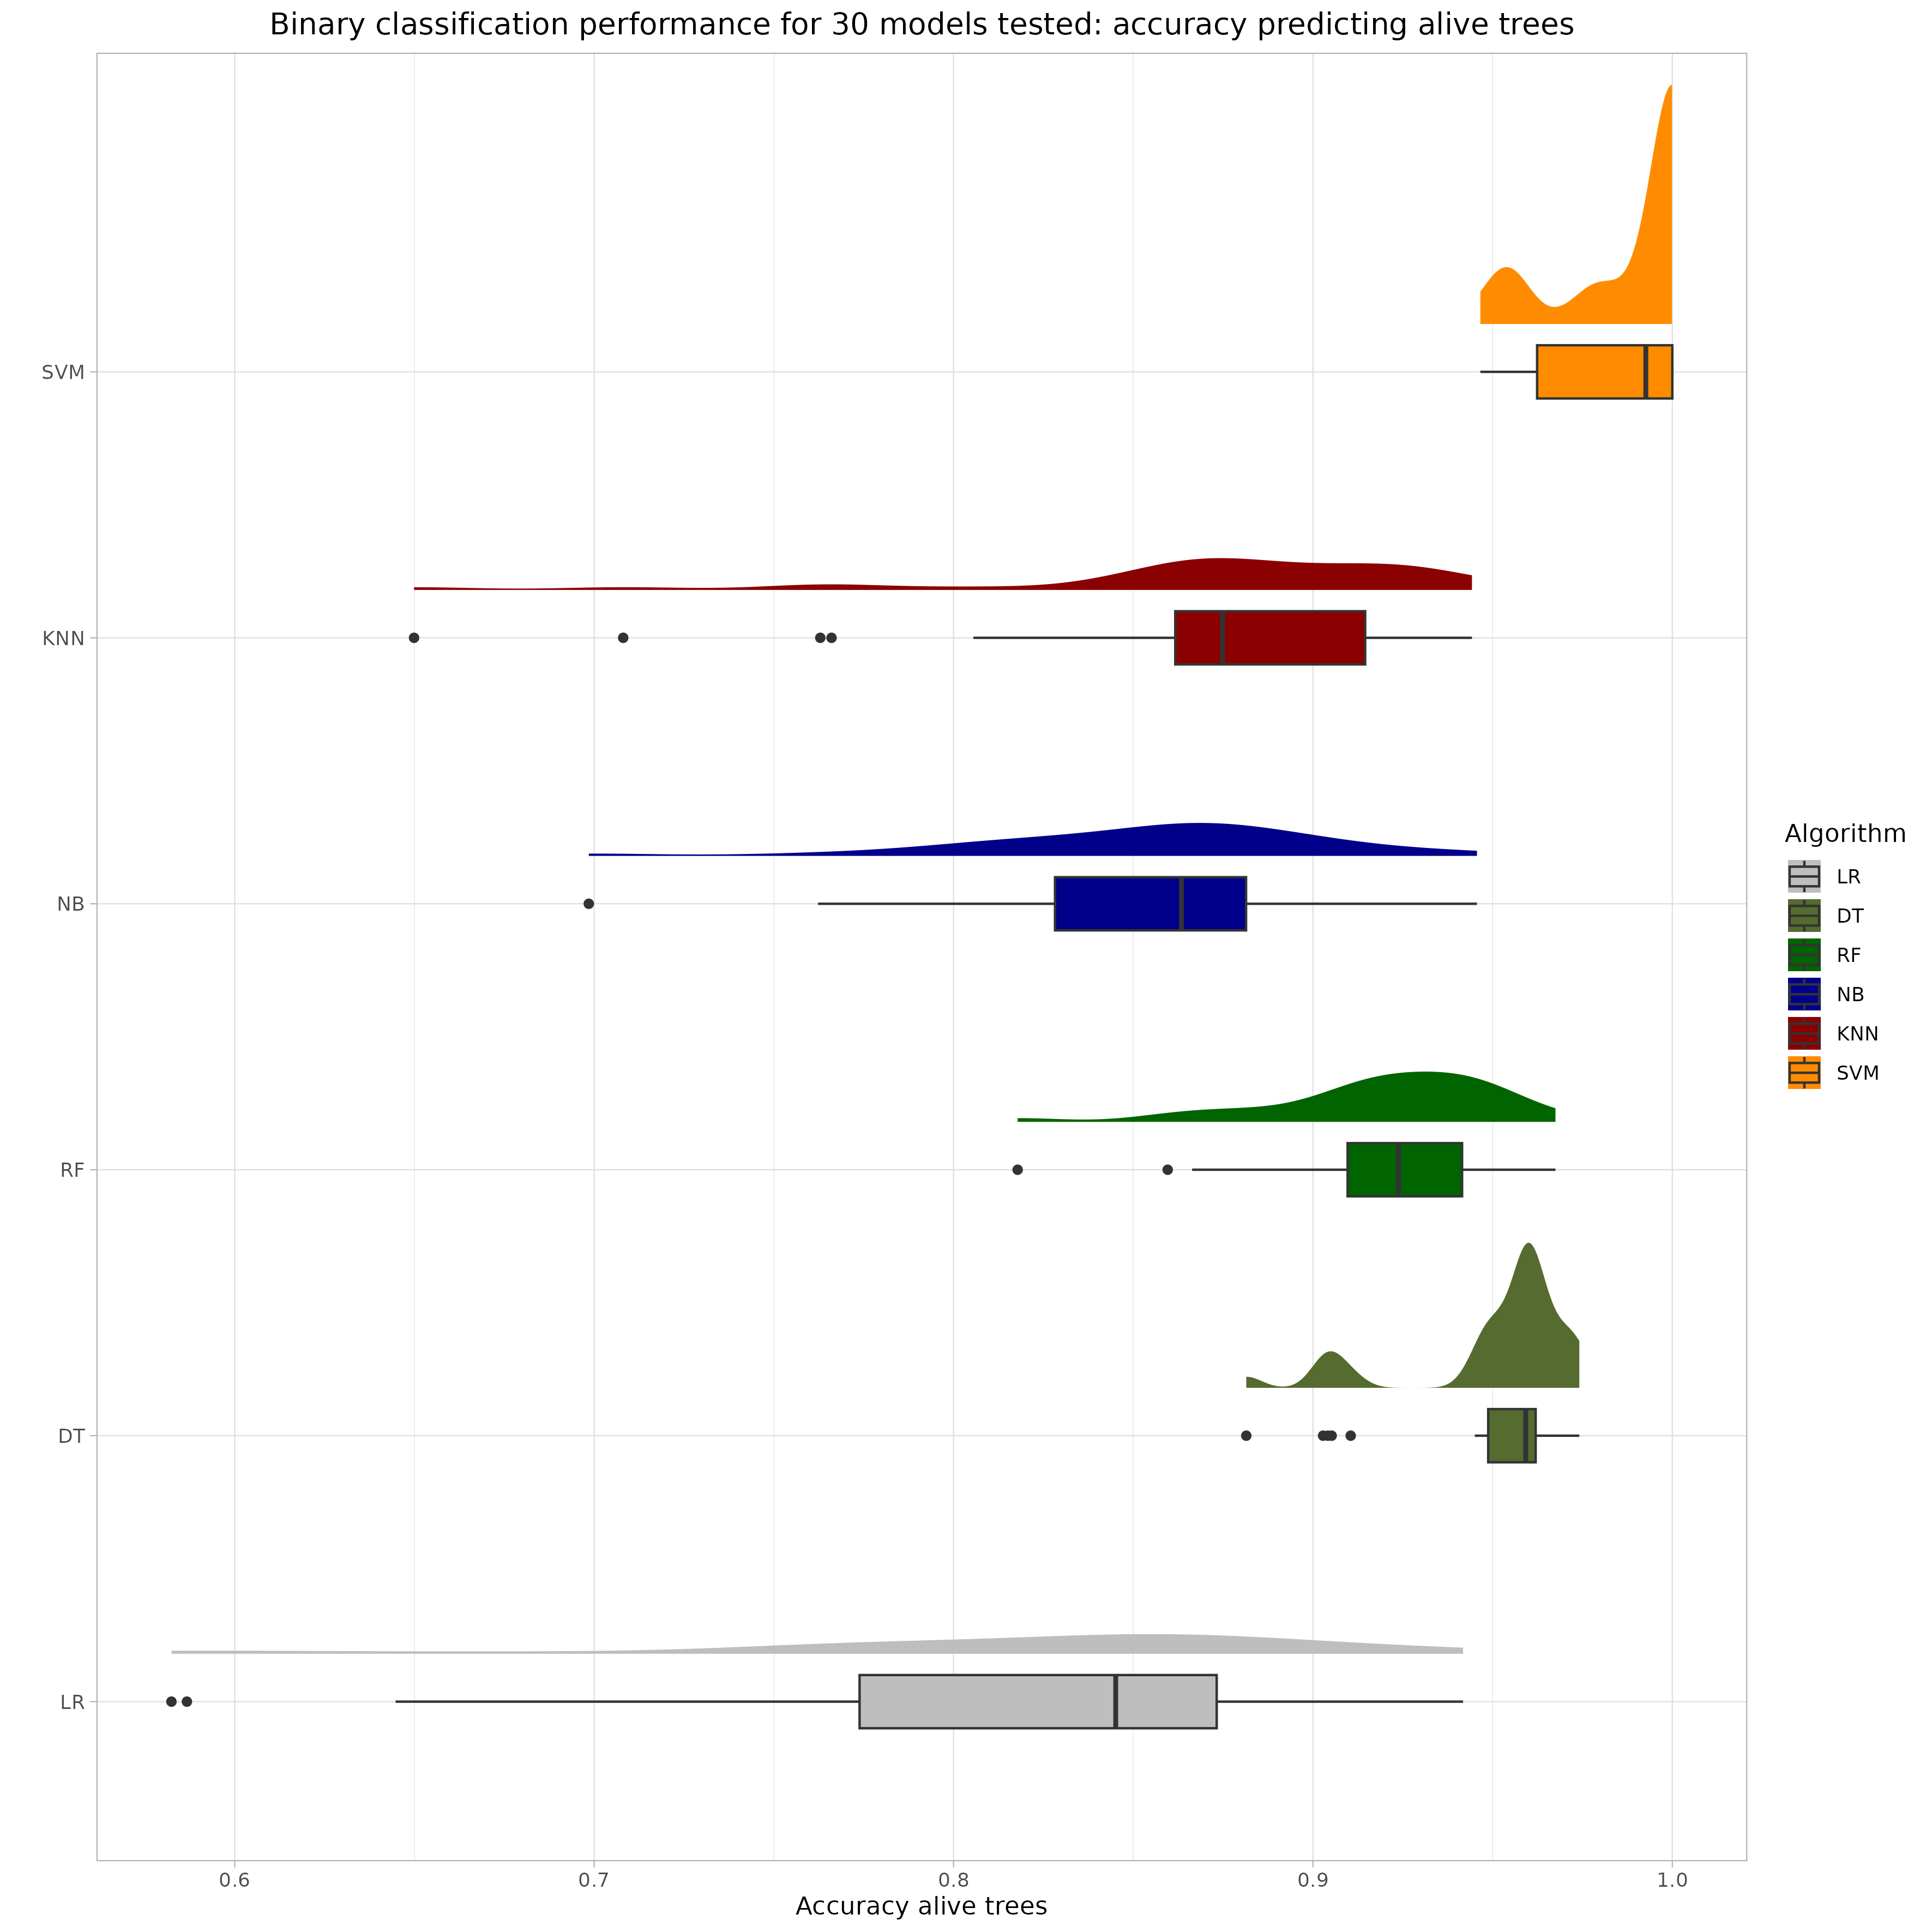 Binary classification performance for 30 models tested: accuracy predicting alive trees
SVM
KNN
NB
RF
DT
LR
0.6
0.7
0.8
0.9
1.0
Accuracy alive trees
Algorithm
LR
DT
RF
NB
KNN
SVM